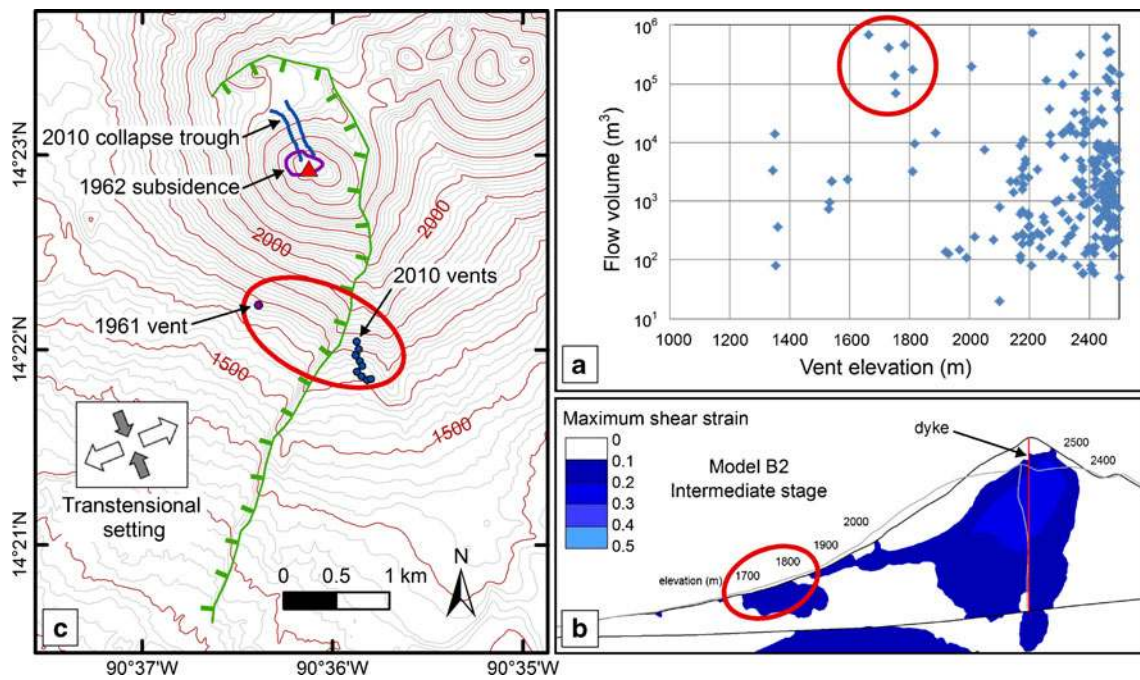 14°23'N
14°22'N
14°21'N
2010 collapse trough
1962 subsidence
2000
2000
2010 vents
1961 vent
1500
1500
Transtensional
setting
N
0 0.5 1 km
c
90°37'W 90°36'W 90°35'W
Flow volume (m³)
10⁶
10⁵
10⁴
10³
10²
10¹
1000 1200 1400 1600 1800 2000 2200 2400
Vent elevation (m)
a
Maximum shear strain
0
0.1
0.2
0.3
0.4
0.5
Model B2
Intermediate stage
dyke
2500
2400
2000
1900
1800
1700
elevation (m)
b